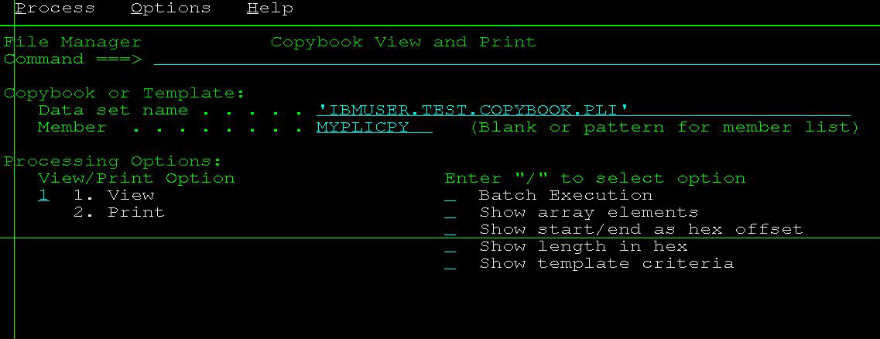 Process   Options   Help
File Manager               Copybook View and Print
Command ===>
Copybook or Template:
Data set name . . . . . 'IBMUSER.TEST.COPYBOOK.PLI'
Member  . . . . . . . . MYPLICPY   (Blank or pattern for member list)
Processing Options:
View/Print Option                        Enter "/" to select option
1  1. View                               _  Batch Execution
2. Print                              _  Show array elements
_  Show start/end as hex offset
_  Show length in hex
_  Show template criteria